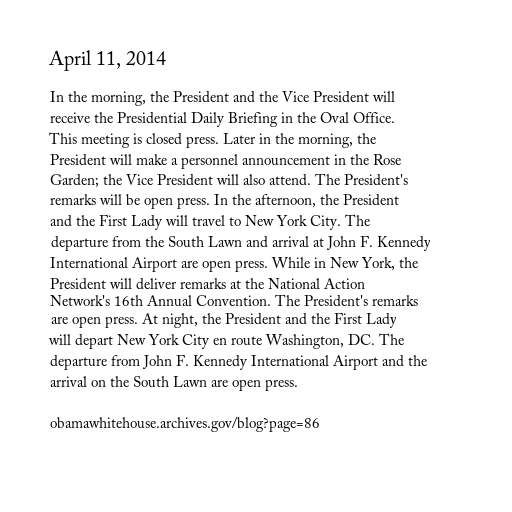 April 11, 2014
In the morning, the President and the Vice President will
receive the Presidential Daily Briefing in the Oval Office.
This meeting is closed press. Later in the morning, the
President will make a personnel announcement in the Rose
Garden; the Vice President will also attend. The President's
remarks will be open press. In the afternoon, the President
and the First Lady will travel to New York City. The
departure from the South Lawn and arrival at John F. Kennedy
International Airport are open press. While in New York, the
President will deliver remarks at the National Action
Network's 16th Annual Convention. The President's remarks
are open press. At night, the President and the First Lady
will depart New York City en route Washington, DC. The
departure from John F. Kennedy International Airport and the
arrival on the South Lawn are open press.
obamawhitehouse.archives.gov/blog?page=86